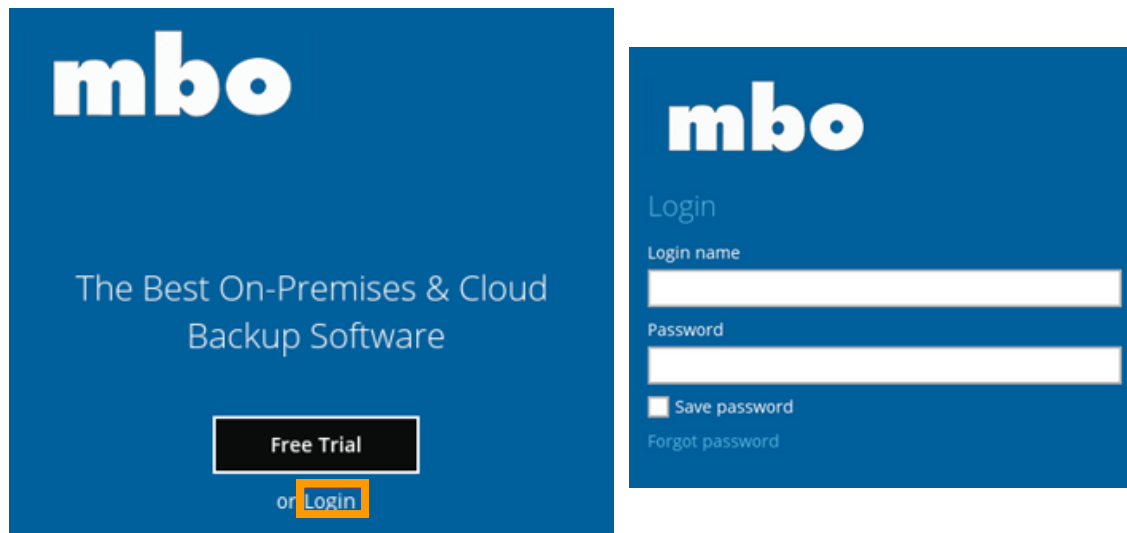 mbo
The Best On-Premises & Cloud
Backup Software
Free Trial
or Login
mbo
Login
Login name
Password
Save password
Forgot password